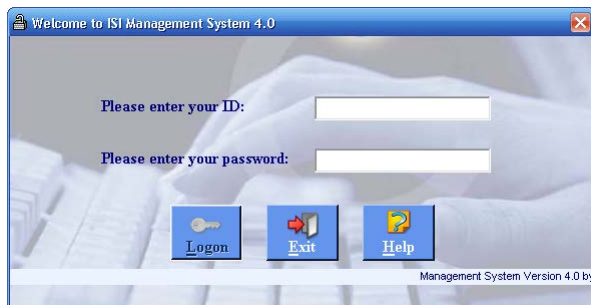 Welcome to ISI Management System 4.0
Please enter your ID:
Please enter your password:
Logon
Exit
Help
Management System Version 4.0 by